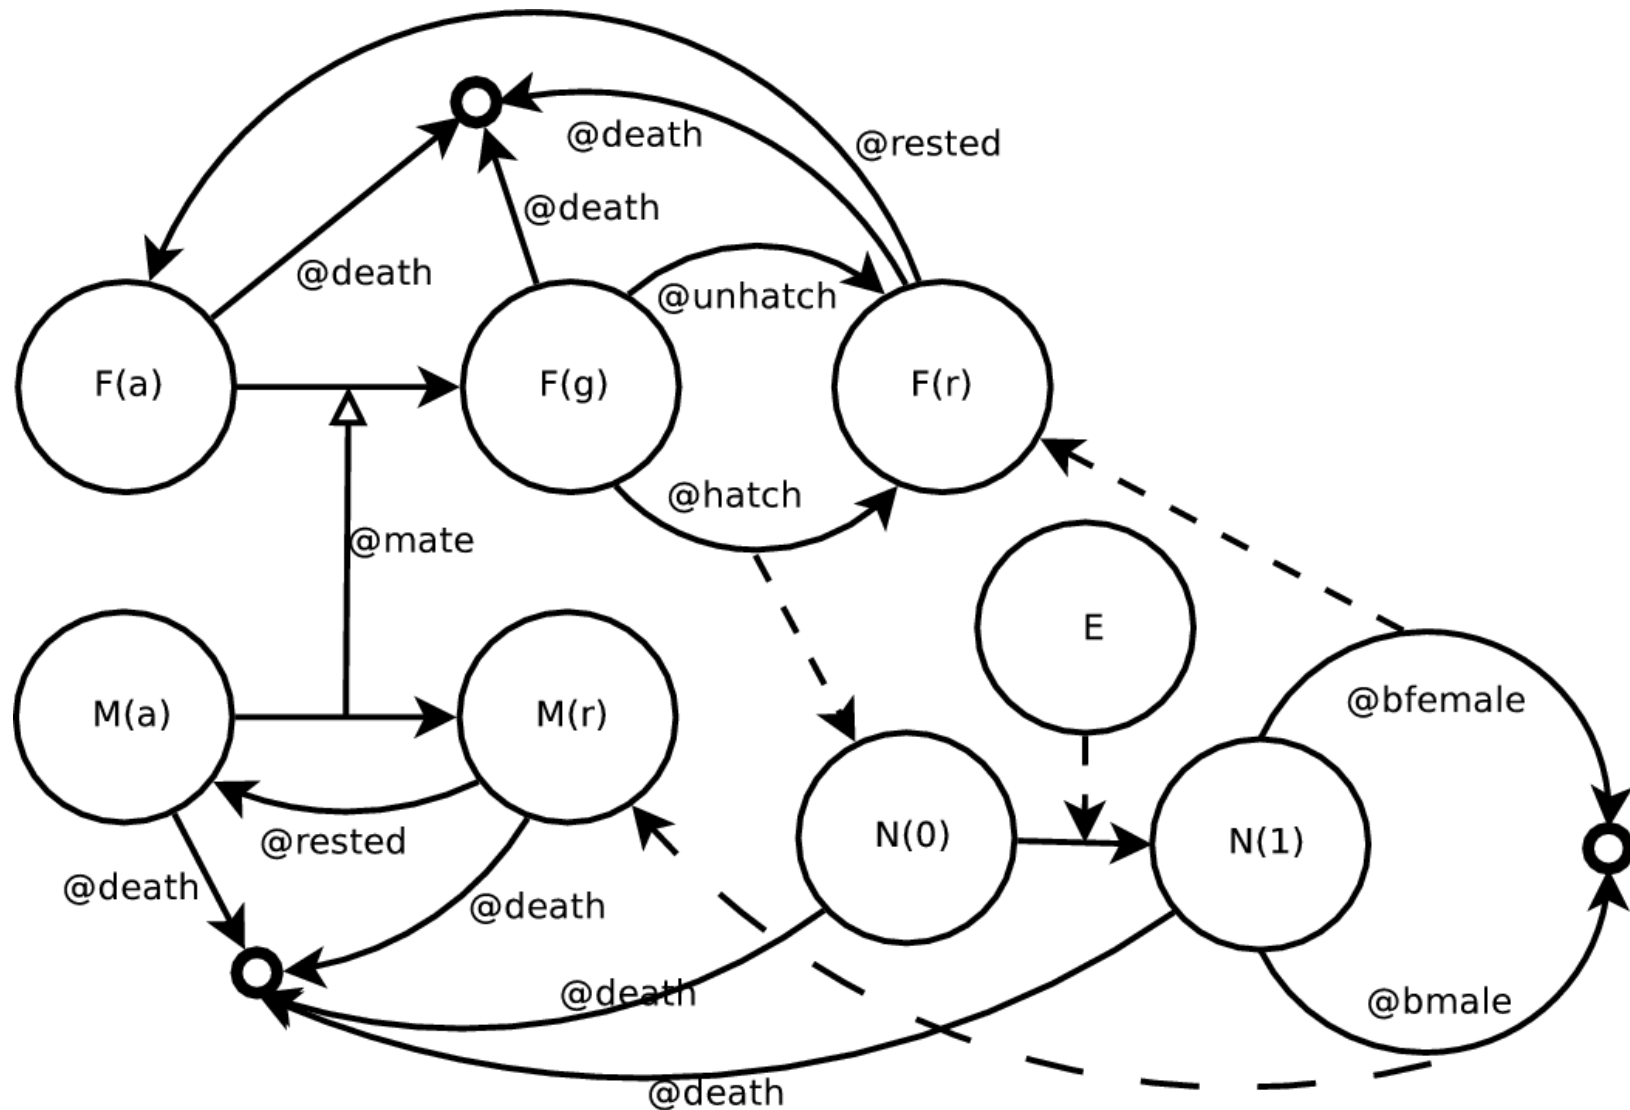 @death
@rested
@death
@death
@unhatch
F(a)
F(g)
F(r)
@hatch
@mate
E
@bfemale
M(a)
M(r)
@rested
N(0)
N(1)
@death
@death
@death
@bmale
@death